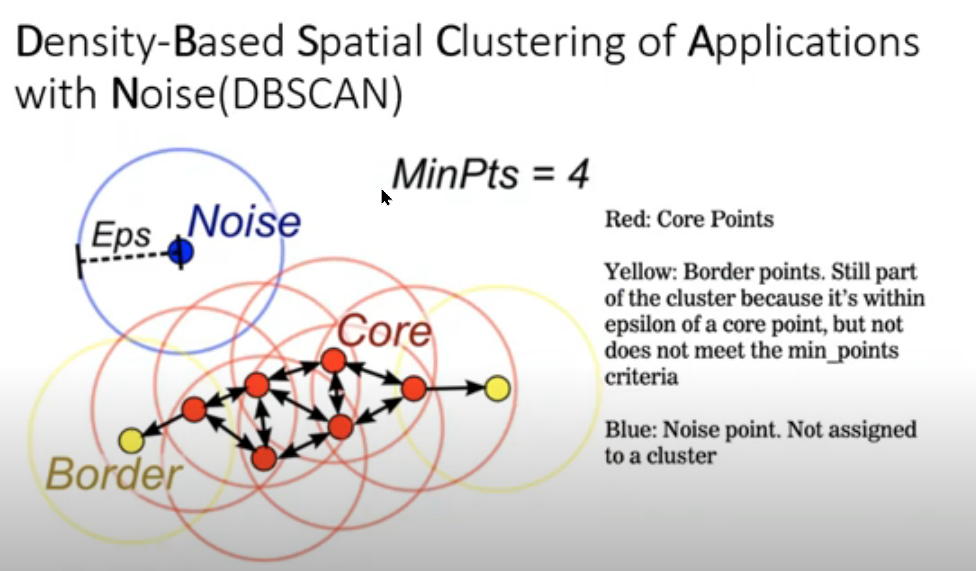 Density-Based Spatial Clustering of Applications
with Noise(DBSCAN)
MinPts = 4
Eps
Noise
Core
Border
Red: Core Points
Yellow: Border points. Still part
of the cluster because it’s within
epsilon of a core point, but not
does not meet the min_points
criteria
Blue: Noise point. Not assigned
to a cluster